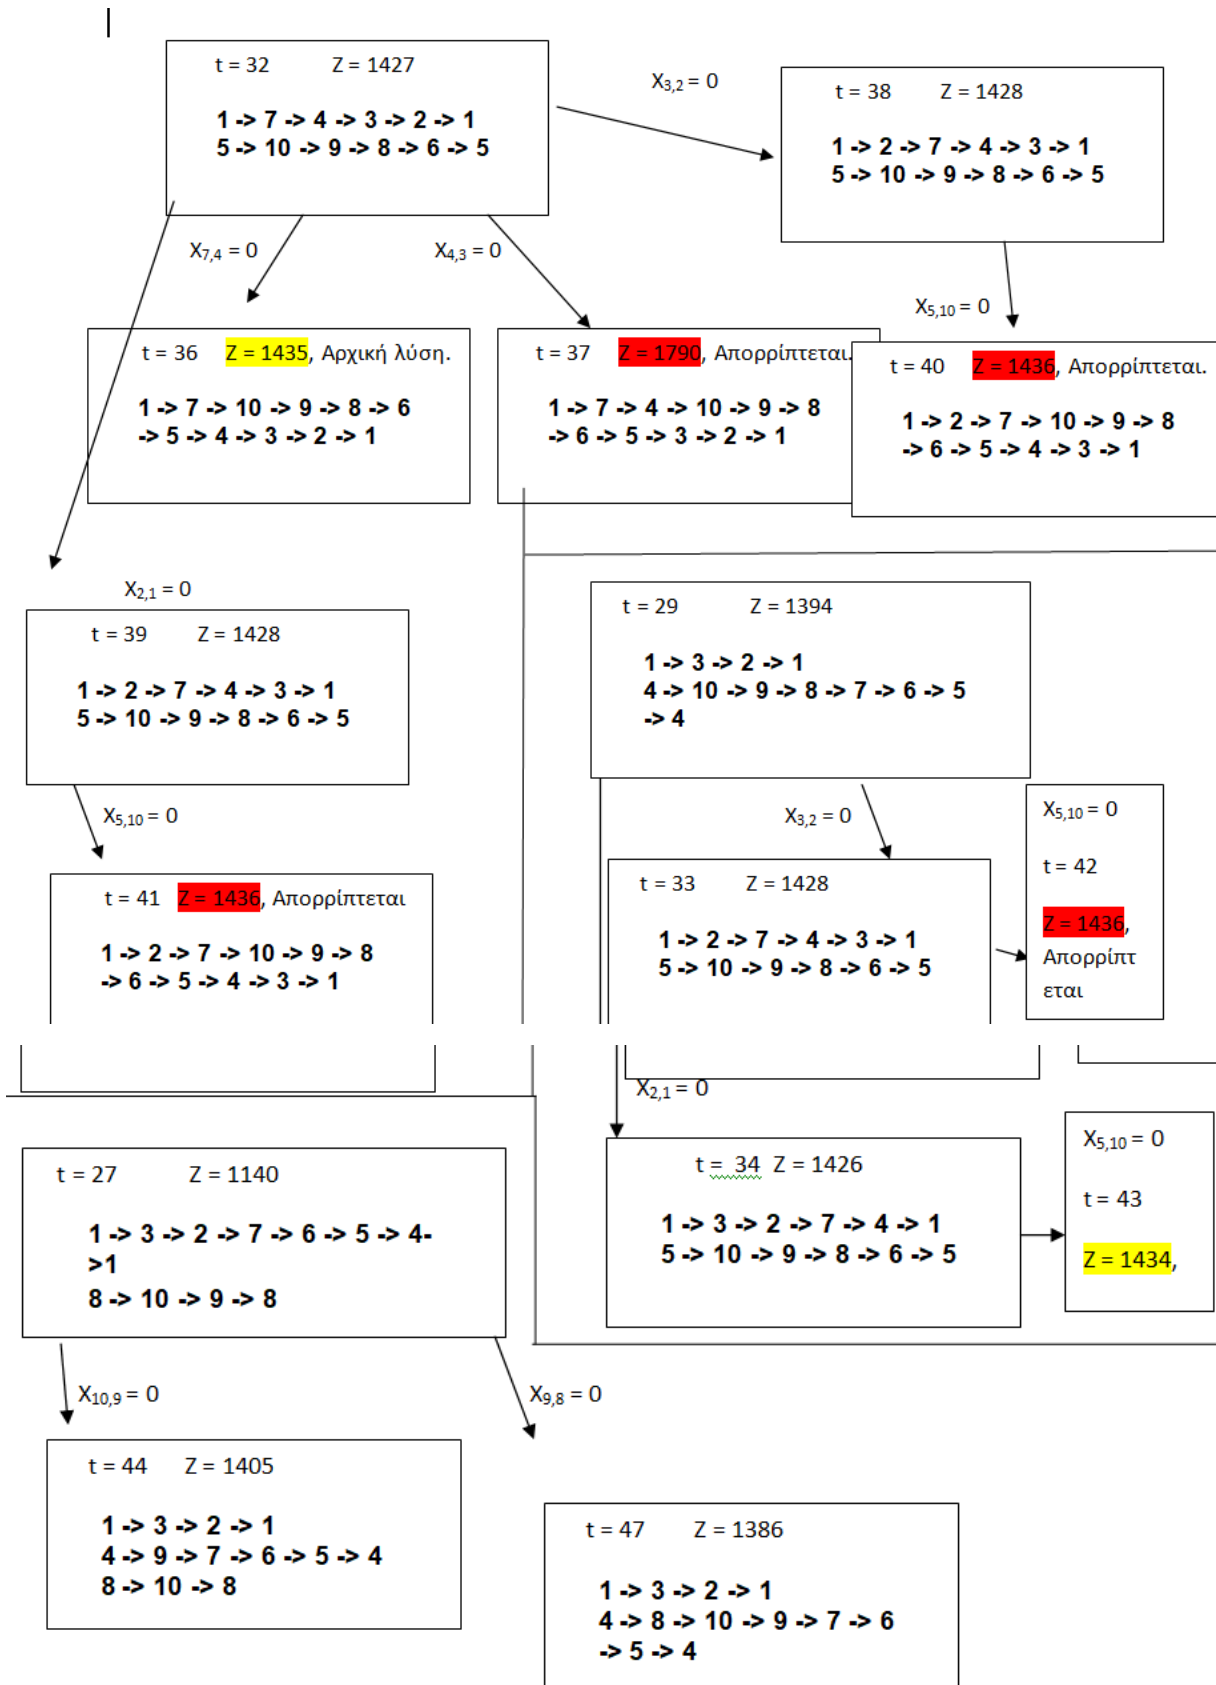 t = 32 Z = 1427
1 -> 7 -> 4 -> 3 -> 2 -> 1
5 -> 10 -> 9 -> 8 -> 6 -> 5
X3,2 = 0
t = 38 Z = 1428
1 -> 2 -> 7 -> 4 -> 3 -> 1
5 -> 10 -> 9 -> 8 -> 6 -> 5
X7,4 = 0
X4,3 = 0
X5,10 = 0
t = 36 Z = 1435, Αρχική λύση.
1 -> 7 -> 10 -> 9 -> 8 -> 6
-> 5 -> 4 -> 3 -> 2 -> 1
t = 37 Z = 1790, Απορρίπτεται.
1 -> 7 -> 4 -> 10 -> 9 -> 8
-> 6 -> 5 -> 3 -> 2 -> 1
t = 40 Z = 1436, Απορρίπτεται.
1 -> 2 -> 7 -> 10 -> 9 -> 8
-> 6 -> 5 -> 4 -> 3 -> 1
X2,1 = 0
t = 39 Z = 1428
1 -> 2 -> 7 -> 4 -> 3 -> 1
5 -> 10 -> 9 -> 8 -> 6 -> 5
X5,10 = 0
t = 41 Z = 1436, Απορρίπτεται
1 -> 2 -> 7 -> 10 -> 9 -> 8
-> 6 -> 5 -> 4 -> 3 -> 1
t = 29 Z = 1394
1 -> 3 -> 2 -> 1
4 -> 10 -> 9 -> 8 -> 7 -> 6 -> 5
-> 4
X3,2 = 0
t = 33 Z = 1428
1 -> 2 -> 7 -> 4 -> 3 -> 1
5 -> 10 -> 9 -> 8 -> 6 -> 5
X5,10 = 0
t = 42
Z = 1436,
Απορρίπτ
εται
X2,1 = 0
t = 34 Z = 1426
1 -> 3 -> 2 -> 7 -> 4 -> 1
5 -> 10 -> 9 -> 8 -> 6 -> 5
X5,10 = 0
t = 43
Z = 1434,
t = 27 Z = 1140
1 -> 3 -> 2 -> 7 -> 6 -> 5 -> 4-
>1
8 -> 10 -> 9 -> 8
X10,9 = 0
X9,8 = 0
t = 44 Z = 1405
1 -> 3 -> 2 -> 1
4 -> 9 -> 7 -> 6 -> 5 -> 4
8 -> 10 -> 8
t = 47 Z = 1386
1 -> 3 -> 2 -> 1
4 -> 8 -> 10 -> 9 -> 7 -> 6
-> 5 -> 4